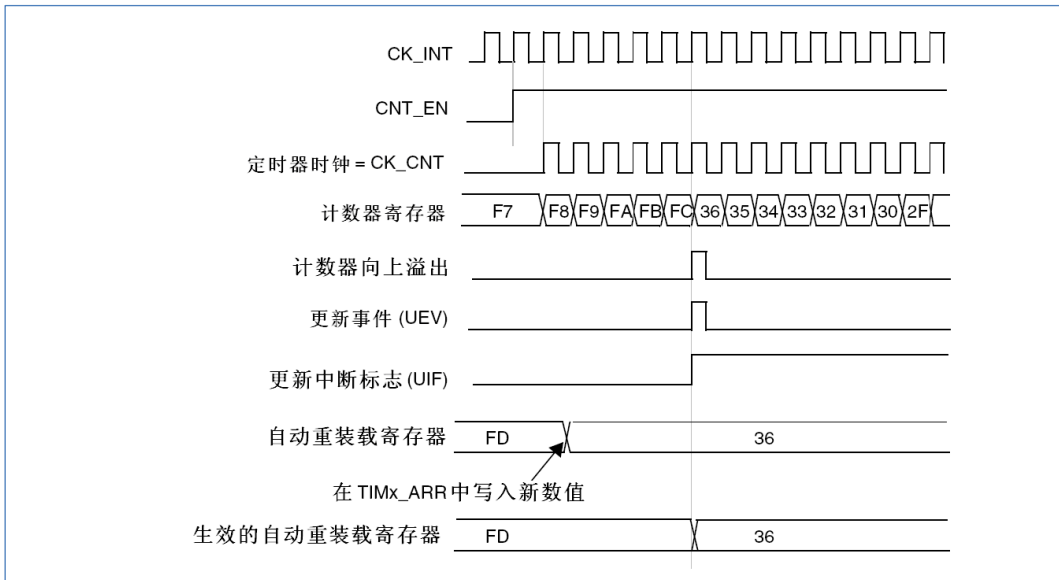 CK_INT
CNT_EN
定时器时钟 = CK_CNT
计数器寄存器 F7 F8 F9 FA FB FC 36 35 34 33 32 31 30 2F
计数器向上溢出
更新事件 (UEV)
更新中断标志 (UIF)
自动重装载寄存器 FD 36
在 TIMx_ARR 中写入新数值
生效的自动重装载寄存器 FD 36